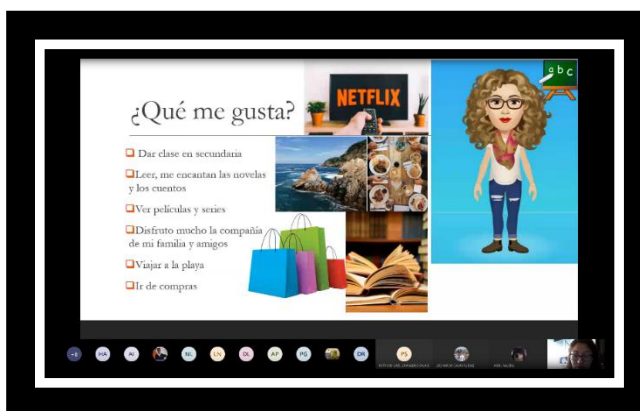 NETFLIX
abc
¿Qué me gusta?
Dar clase en secundaria
Leer, me encantan las novelas
y los cuentos
Ver películas y series
Disfruto mucho la compañía
de mi familia y amigos
Viajar a la playa
Ir de compras
HA AI NL LN DL AP PG DR PS